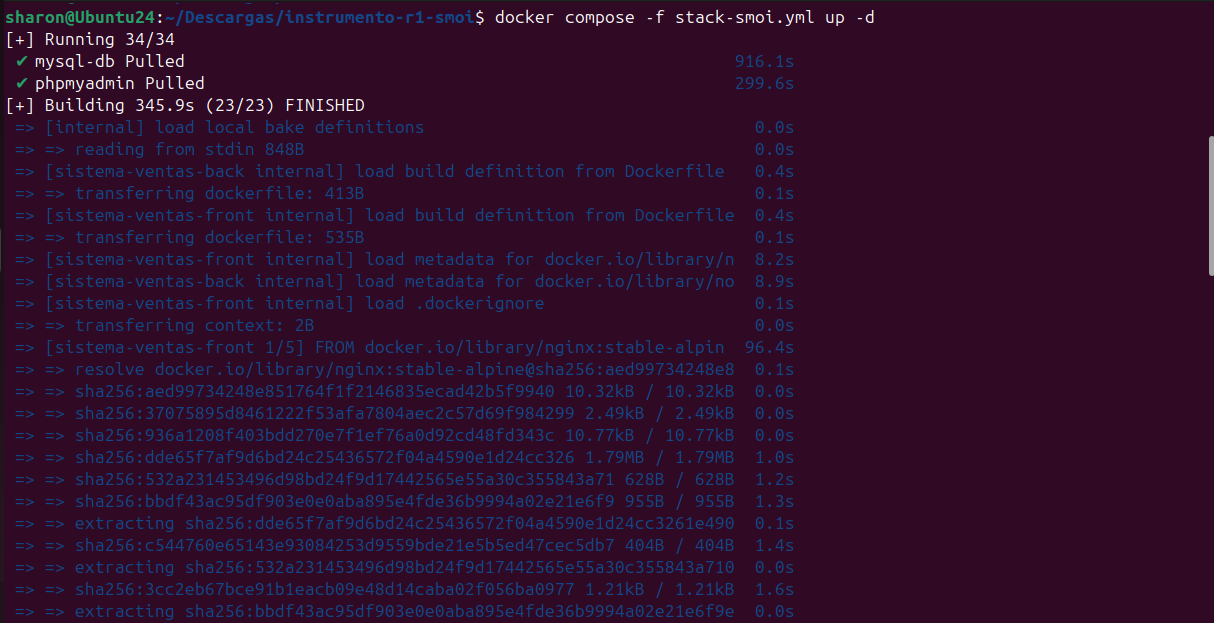 sharon@Ubuntu24:~/Descargas/instrumento-r1-smoi$ docker compose -f stack-smoi.yml up -d
[+] Running 34/34
✔ mysql-db Pulled 916.1s
✔ phpmyadmin Pulled 299.6s
[+] Building 345.9s (23/23) FINISHED
=> [internal] load local bake definitions 0.0s
=> => reading from stdin 848B 0.0s
=> [sistema-ventas-back internal] load build definition from Dockerfile 0.4s
=> => transferring dockerfile: 413B 0.1s
=> [sistema-ventas-front internal] load build definition from Dockerfile 0.4s
=> => transferring dockerfile: 535B 0.1s
=> [sistema-ventas-front internal] load metadata for docker.io/library/n 8.2s
=> [sistema-ventas-back internal] load metadata for docker.io/library/no 8.9s
=> [sistema-ventas-front internal] load .dockerignore 0.1s
=> => transferring context: 2B 0.0s
=> [sistema-ventas-front 1/5] FROM docker.io/library/nginx:stable-alpin 96.4s
=> => resolve docker.io/library/nginx:stable-alpine@sha256:aed99734248e8 0.1s
=> => sha256:aed99734248e851764f1f2146835ecad42b5f9940 10.32kB / 10.32kB 0.0s
=> => sha256:37075895d8461222f53afa7804aec2c57d69f984299 2.49kB / 2.49kB 0.0s
=> => sha256:936a1208f403bdd270e7f1ef76a0d92cd48fd343c 10.77kB / 10.77kB 0.0s
=> => sha256:dde65f7af9d6bd24c25436572f04a4590e1d24cc326 1.79MB / 1.79MB 1.0s
=> => sha256:532a231453496d98bd24f9d17442565e55a30c355843a71 628B / 628B 1.2s
=> => sha256:bbdf43ac95df903e0e0aba895e4fde36b9994a02e21e6f9 955B / 955B 1.3s
=> => extracting sha256:dde65f7af9d6bd24c25436572f04a4590e1d24cc3261e490 0.1s
=> => sha256:c544760e65143e93084253d9559bde21e5b5ed47cec5db7 404B / 404B 1.4s
=> => extracting sha256:532a231453496d98bd24f9d17442565e55a30c355843a710 0.0s
=> => sha256:3cc2eb67bce91b1eacb09e48d14caba02f056ba0977 1.21kB / 1.21kB 1.6s
=> => extracting sha256:bbdf43ac95df903e0e0aba895e4fde36b9994a02e21e6f9e 0.0s